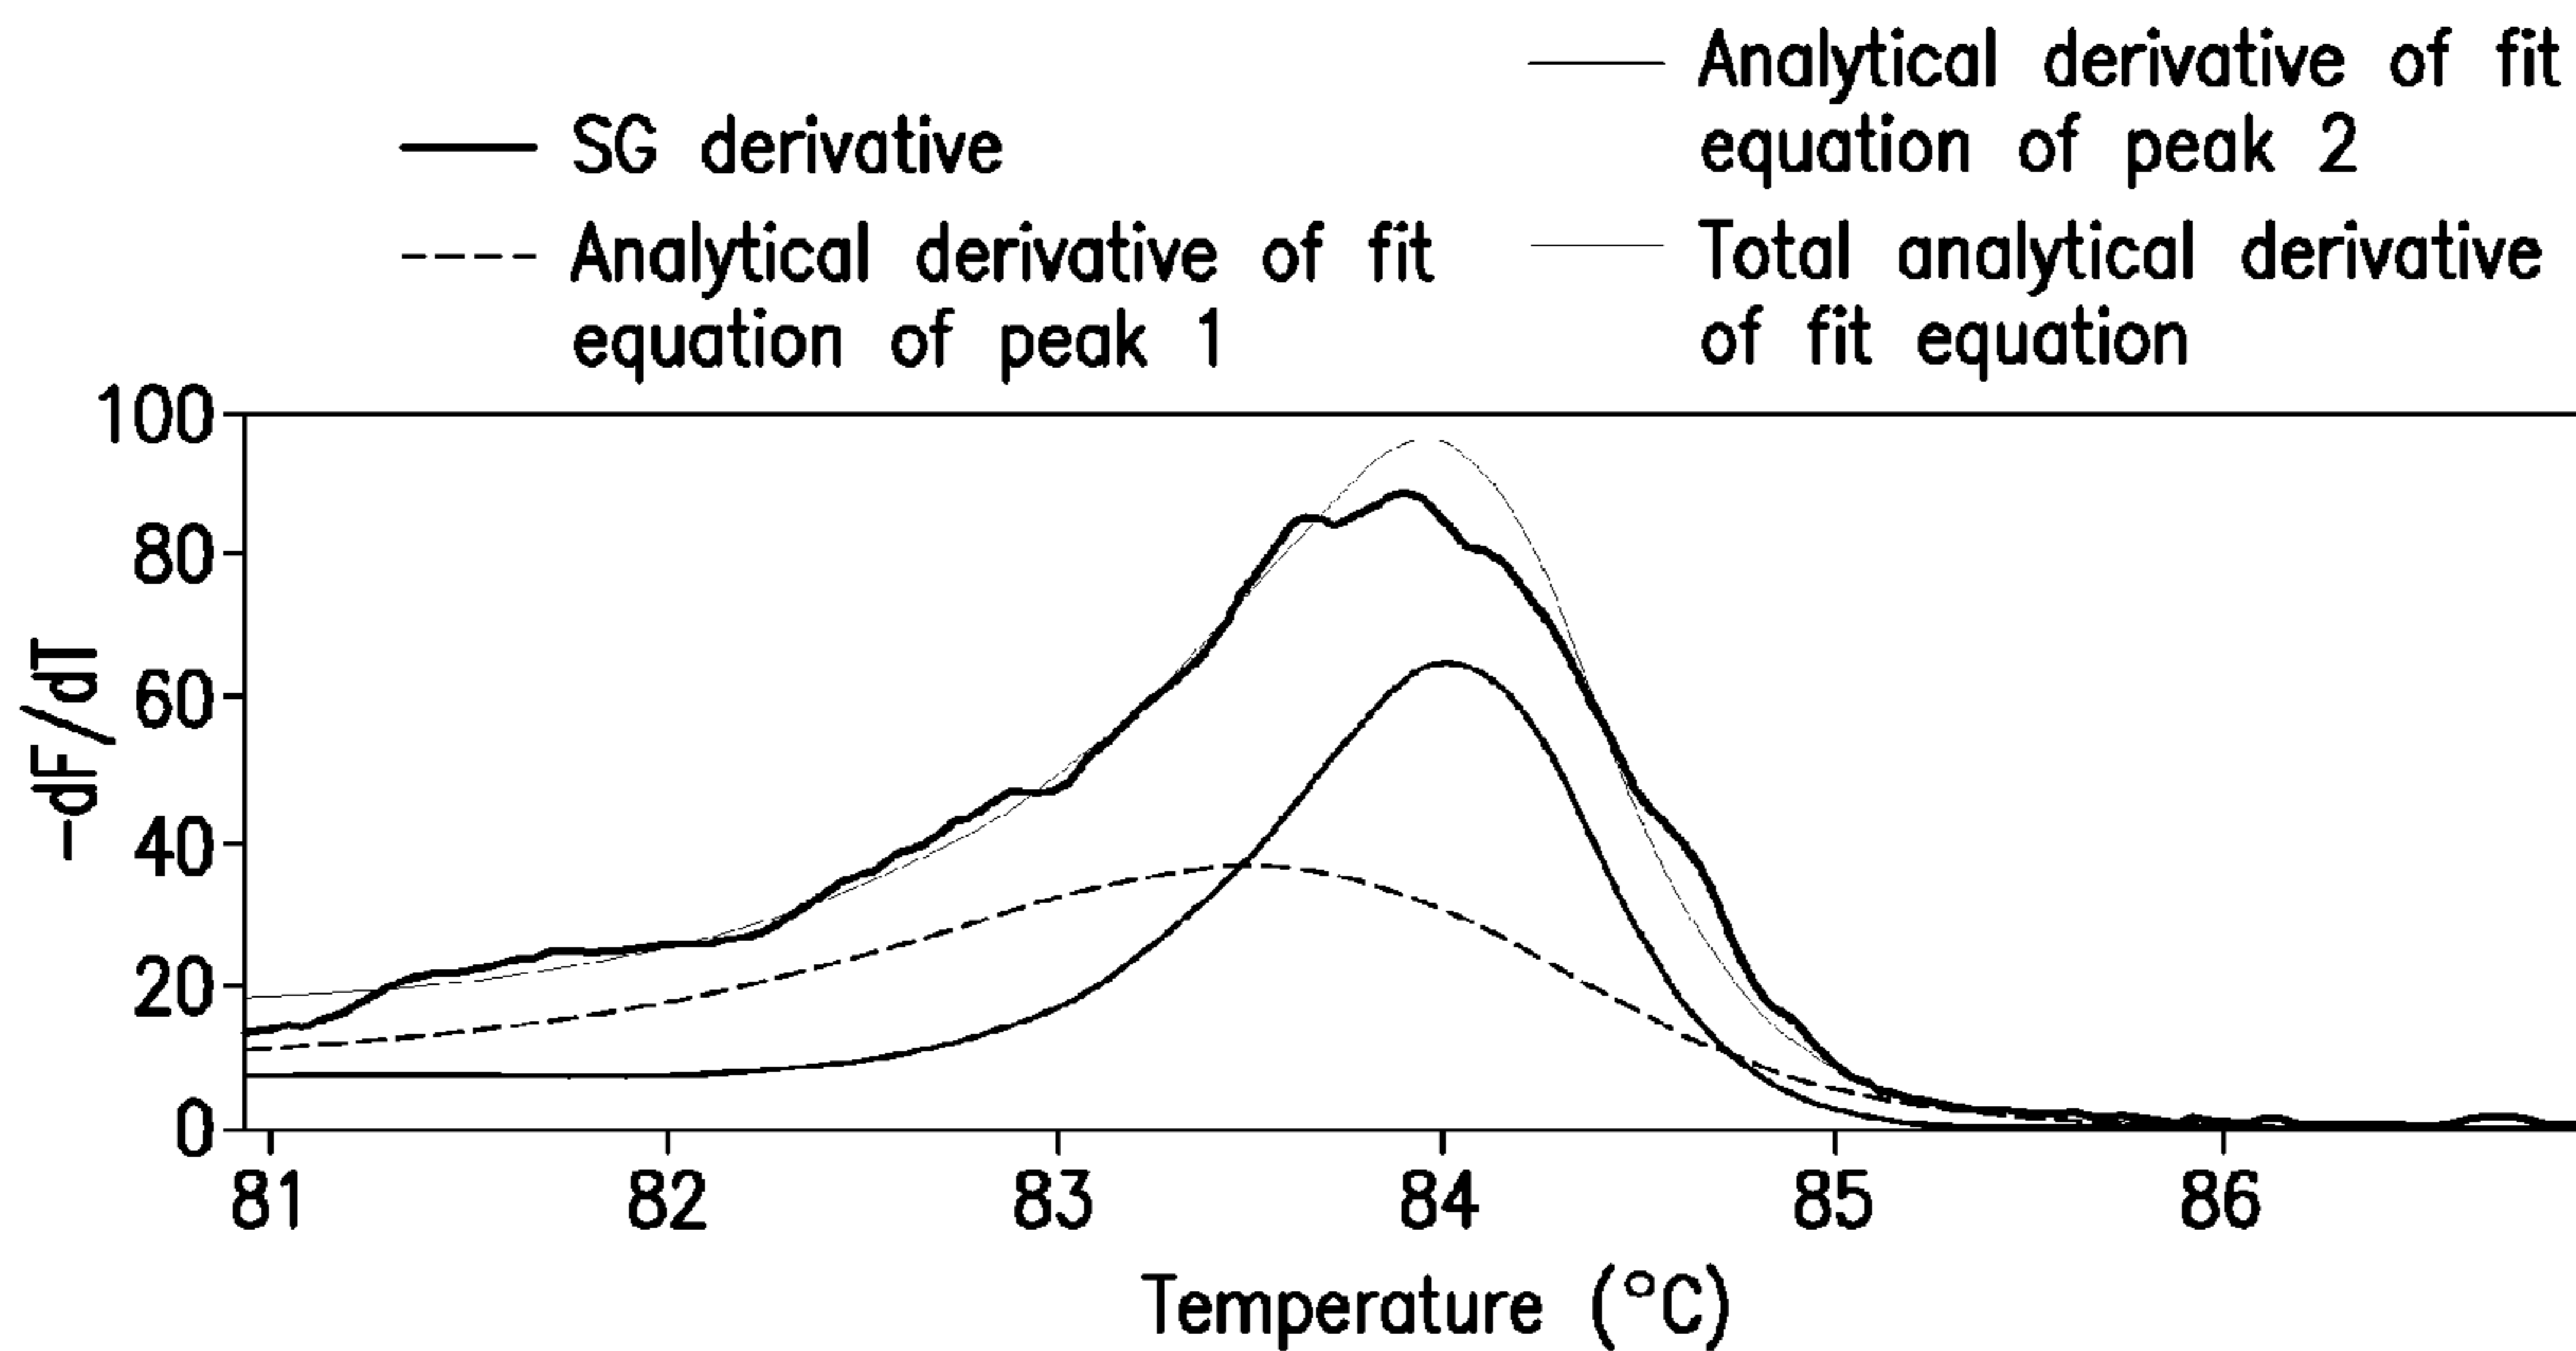 SG derivative
Analytical derivative of fit
equation of peak 1
Analytical derivative of fit
equation of peak 2
Total analytical derivative
of fit equation
100
80
60
40
20
0
-dF/dT
81 82 83 84 85 86
Temperature (°C)